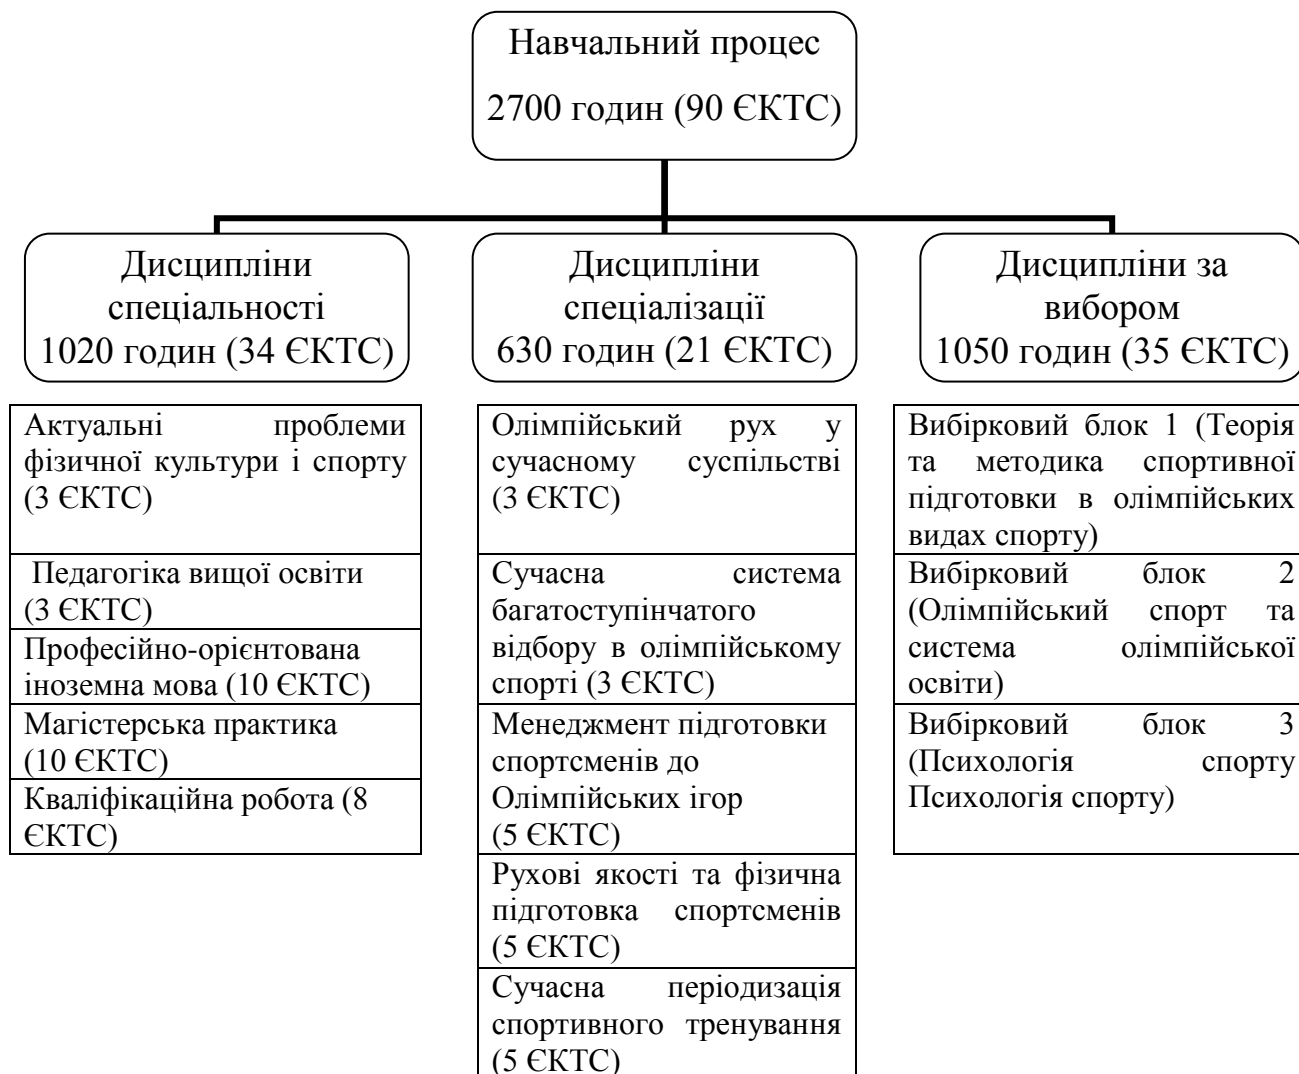 Навчальний процес
2700 годин (90 ЄКТС)
Дисципліни
спеціальності
1020 годин (34 ЄКТС)
Дисципліни
спеціалізації
630 годин (21 ЄКТС)
Дисципліни за
вибором
1050 годин (35 ЄКТС)
Актуальні проблеми
фізичної культури і спорту
(3 ЄКТС)
Педагогіка вищої освіти
(3 ЄКТС)
Професійно-орієнтована
іноземна мова (10 ЄКТС)
Магістерська практика
(10 ЄКТС)
Кваліфікаційна робота (8
ЄКТС)
Олімпійський рух у
сучасному суспільстві
(3 ЄКТС)
Сучасна система
багатоступінчатого
відбору в олімпійському
спорті (3 ЄКТС)
Менеджмент підготовки
спортсменів до
Олімпійських ігор
(5 ЄКТС)
Рухові якості та фізична
підготовка спортсменів
(5 ЄКТС)
Сучасна періодизація
спортивного тренування
(5 ЄКТС)
Вибірковий блок 1 (Теорія
та методика спортивної
підготовки в олімпійських
видах спорту)
Вибірковий блок 2
(Олімпійський спорт та
система олімпійської
освіти)
Вибірковий блок 3
(Психологія спорту
Психологія спорту)